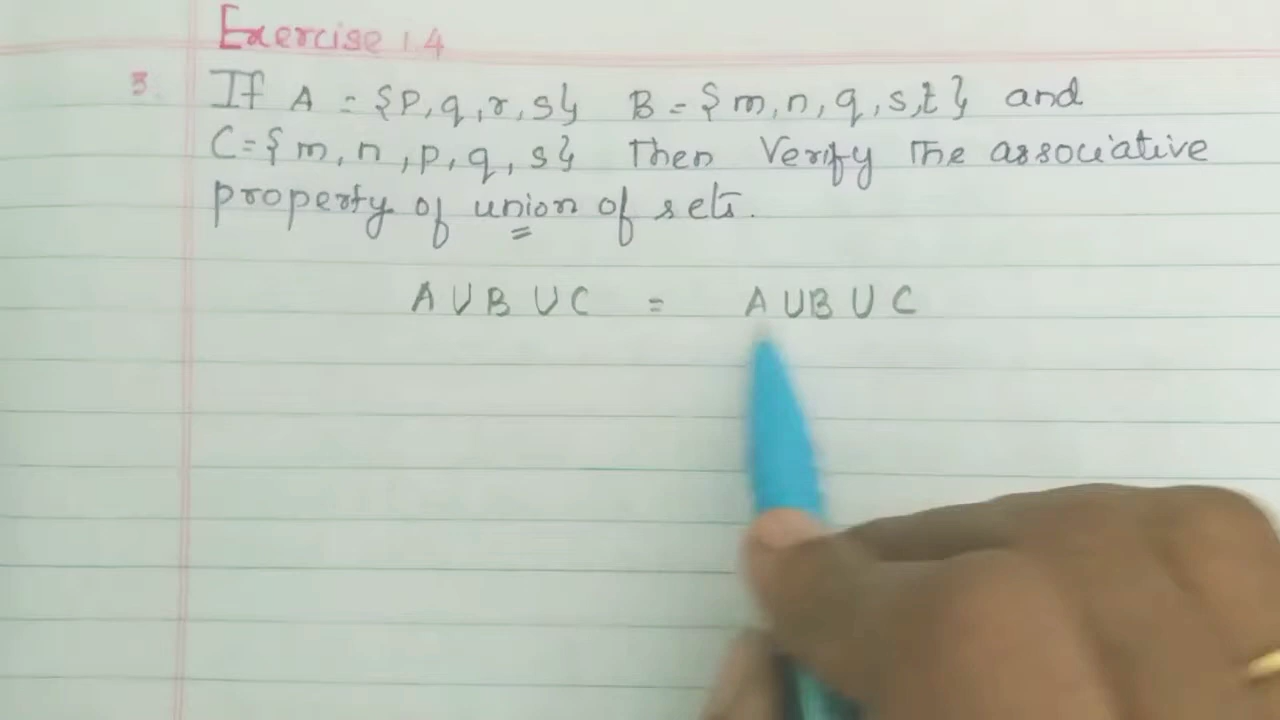 Exercise 1.4
3. If A = {p, q, r, s} B = {m, n, q, s, t} and
C = {m, n, p, q, s} Then Verify The associative
property of union of sets.
A ∪ B ∪ C = A ∪ B ∪ C